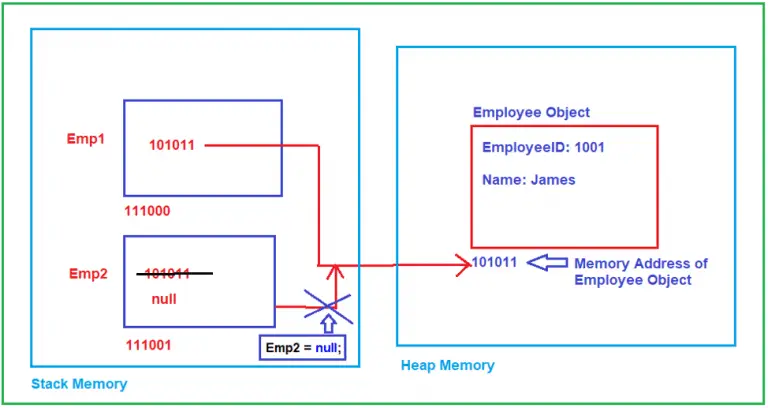 Emp1
101011
111000
Emp2
101011
null
111001
Emp2 = null;
Stack Memory
Employee Object
EmployeeID: 1001
Name: James
101011
Memory Address of
Employee Object
Heap Memory